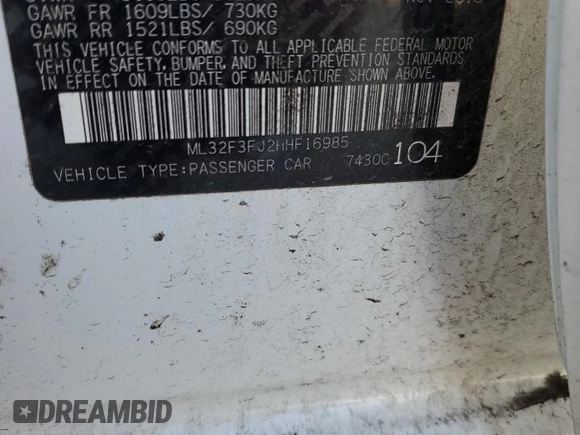 GAWR FR 1609LBS/ 730KG
GAWR RR 1521LBS/ 690KG
THIS VEHICLE CONFORMS TO ALL APPLICABLE FEDERAL MOTOR
VEHICLE SAFETY, BUMPER, AND THEFT PREVENTION STANDARDS
IN EFFECT ON THE DATE OF MANUFACTURE SHOWN ABOVE.
ML32F3FJ2HHF16985
VEHICLE TYPE:PASSENGER CAR 7430C 104
DREAMBID